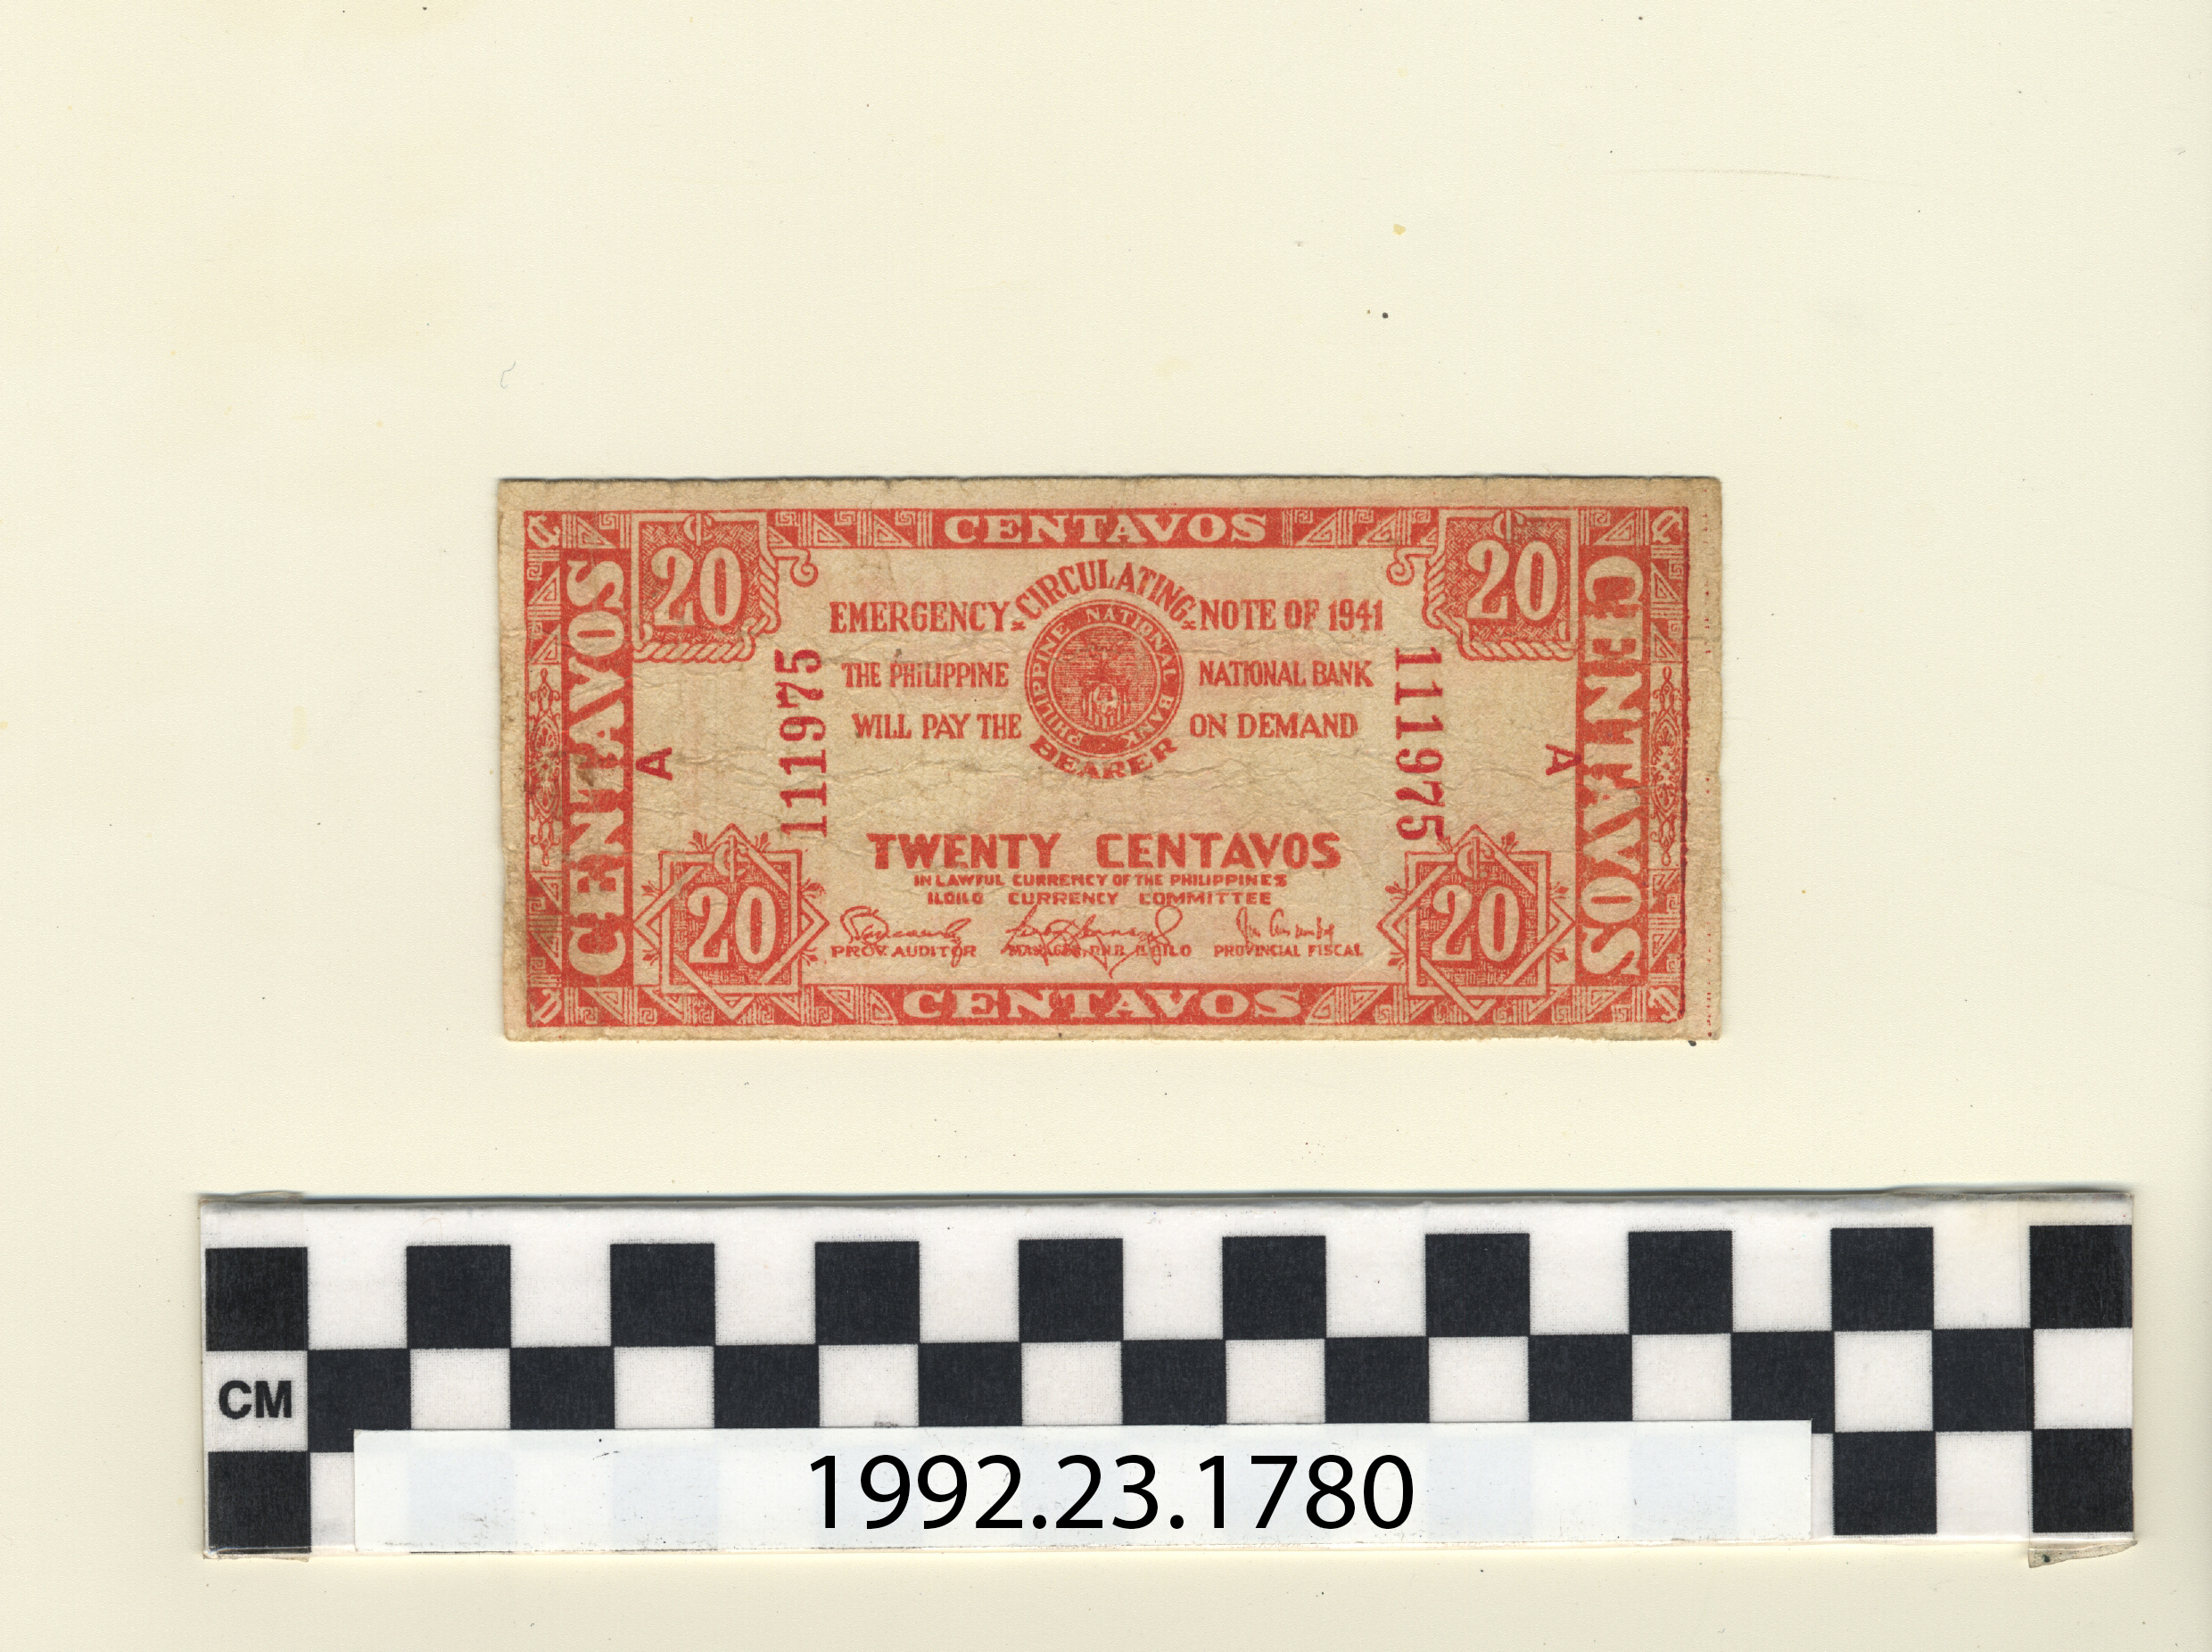 CENTAVOS
20
20
CENTAVOS
CENTAVOS
EMERGENCY CIRCULATING NOTE OF 1941
PHILIPPINE NATIONAL BANK
THE PHILIPPINE NATIONAL BANK
WILL PAY THE BEARER ON DEMAND
111975
111975
A
A
TWENTY CENTAVOS
IN LAWFUL CURRENCY OF THE PHILIPPINES
ILOILO CURRENCY COMMITTEE
20
20
PROV. AUDITOR
MANAGER, P.N.B. ILOILO
PROVINCIAL FISCAL
CENTAVOS
CM
1992.23.1780